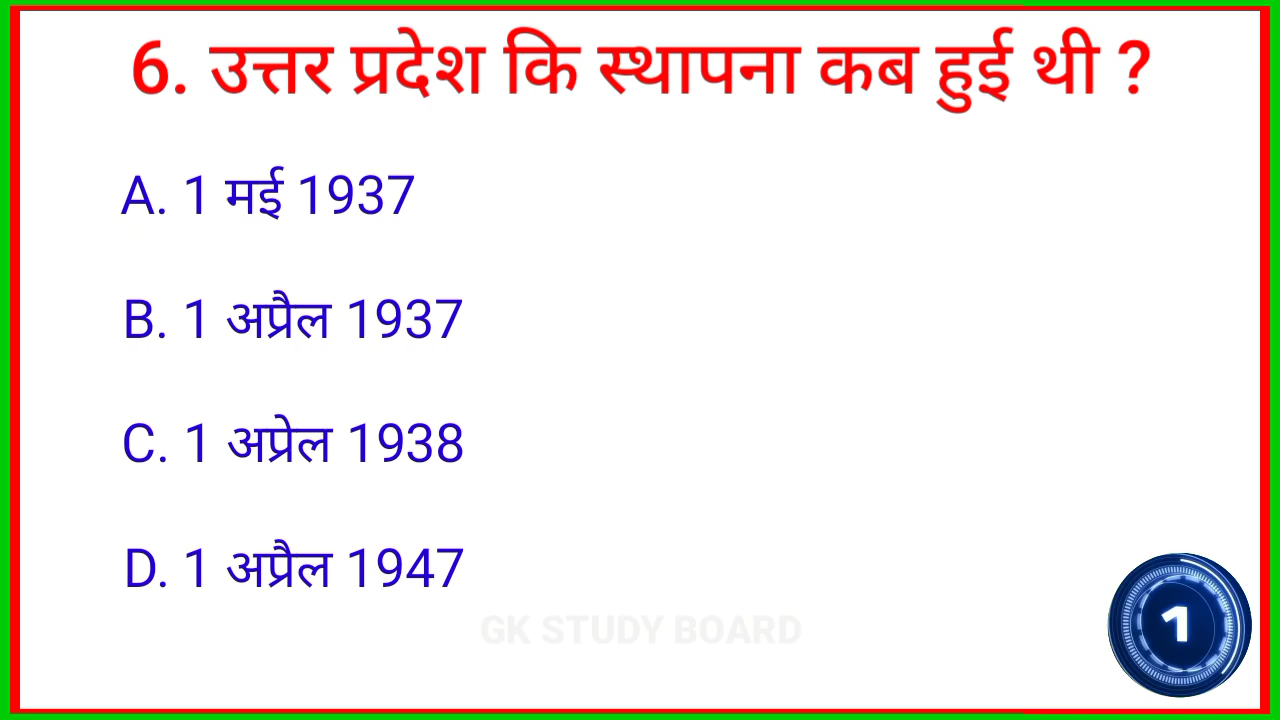 6. उत्तर प्रदेश कि स्थापना कब हुई थी ?
A. 1 मई 1937
B. 1 अप्रैल 1937
C. 1 अप्रेल 1938
D. 1 अप्रैल 1947
GK STUDY BOARD
1